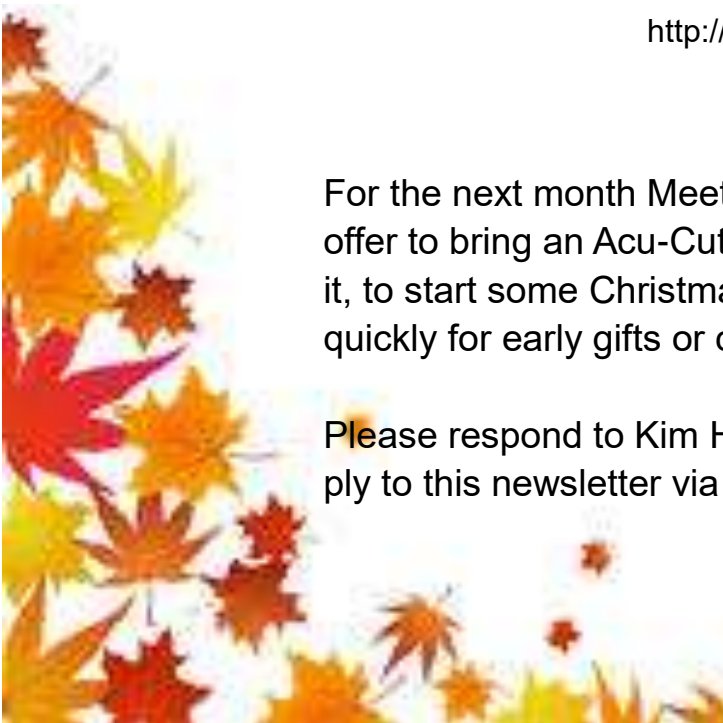 http://
For the next month Meet
offer to bring an Acu-Cut
it, to start some Christma
quickly for early gifts or
Please respond to Kim H
ply to this newsletter via